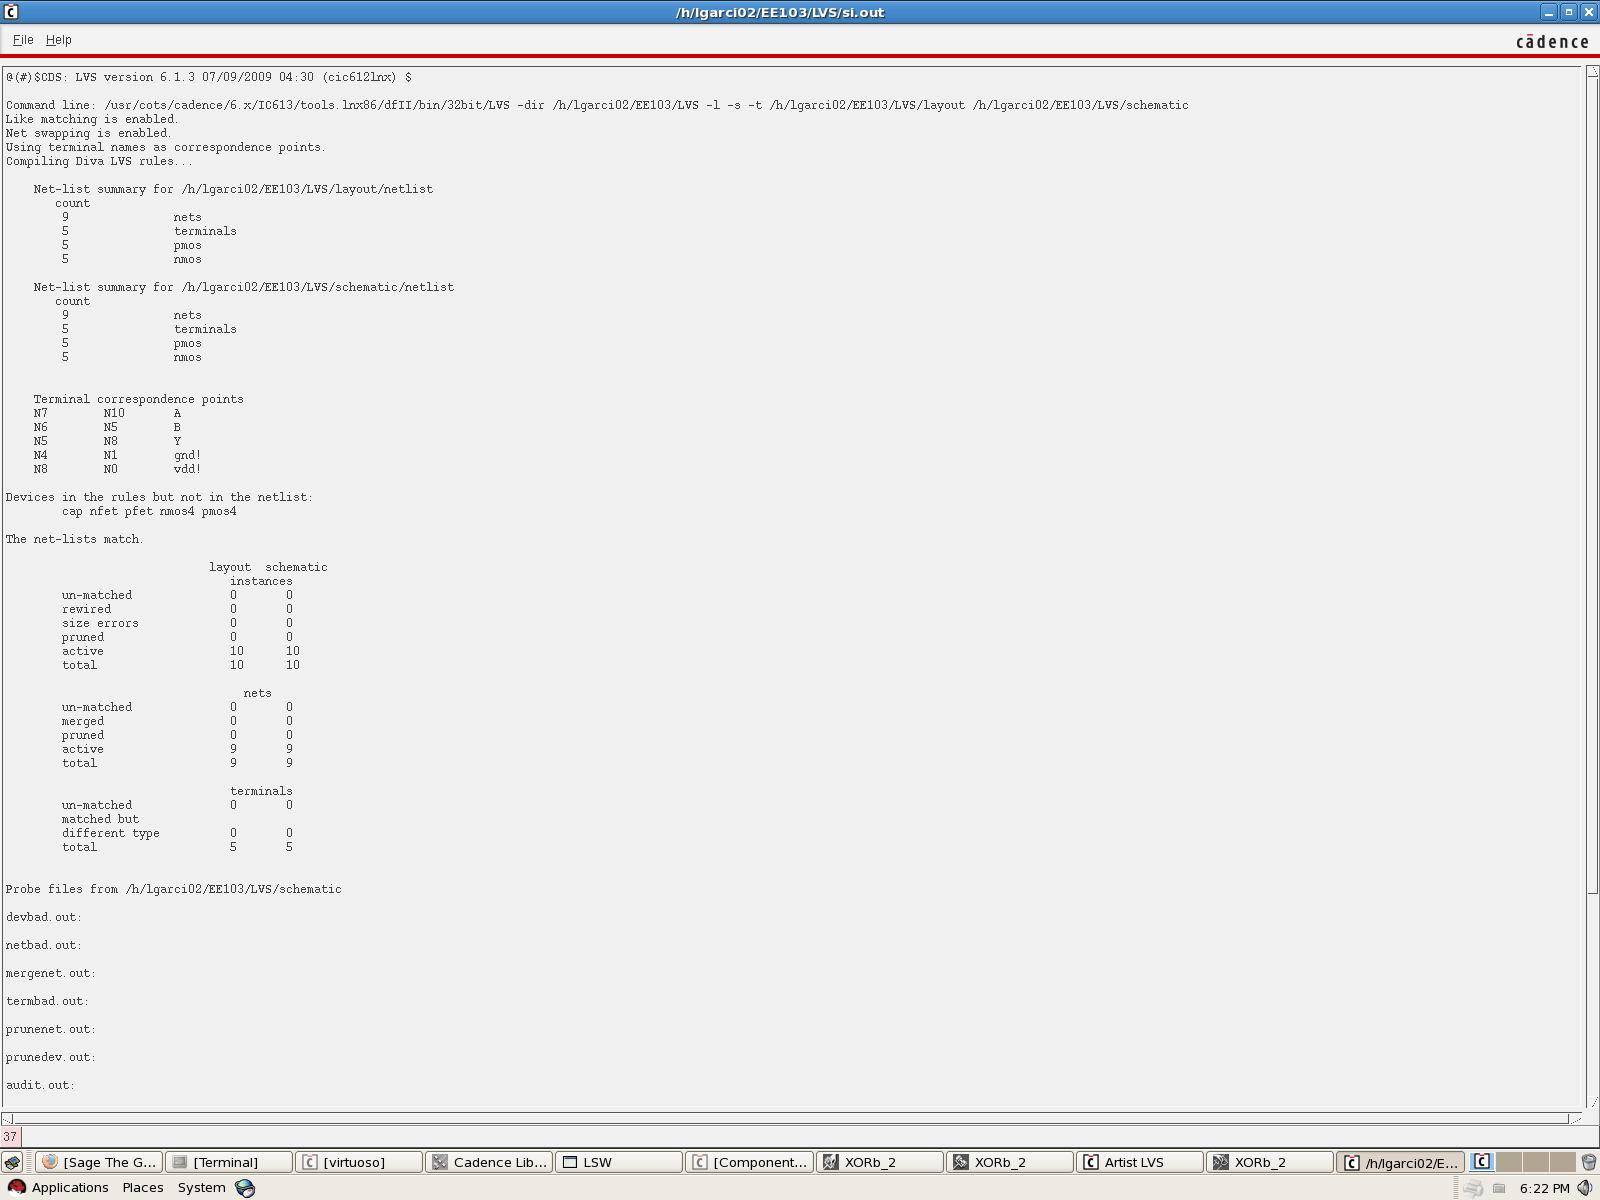 /h/lgarci02/EE103/LVS/si.out
File Help
cādence
@(#)$CDS: LVS version 6.1.3 07/09/2009 04:30 (cic612lnx) $
Command line: /usr/cots/cadence/6.x/IC613/tools.lnx86/dfII/bin/32bit/LVS -dir /h/lgarci02/EE103/LVS -l -s -t /h/lgarci02/EE103/LVS/layout /h/lgarci02/EE103/LVS/schematic
Like matching is enabled.
Net swapping is enabled.
Using terminal names as correspondence points.
Compiling Diva LVS rules...
Net-list summary for /h/lgarci02/EE103/LVS/layout/netlist
count
9 nets
5 terminals
5 pmos
5 nmos
Net-list summary for /h/lgarci02/EE103/LVS/schematic/netlist
count
9 nets
5 terminals
5 pmos
5 nmos
Terminal correspondence points
N7 N10 A
N6 N5 B
N5 N8 Y
N4 N1 gnd!
N8 N0 vdd!
Devices in the rules but not in the netlist:
cap nfet pfet nmos4 pmos4
The net-lists match.
layout schematic
instances
un-matched 0 0
rewired 0 0
size errors 0 0
pruned 0 0
active 10 10
total 10 10
nets
un-matched 0 0
merged 0 0
pruned 0 0
active 9 9
total 9 9
terminals
un-matched 0 0
matched but
different type 0 0
total 5 5
Probe files from /h/lgarci02/EE103/LVS/schematic
devbad.out:
netbad.out:
mergenet.out:
termbad.out:
prunenet.out:
prunedev.out:
audit.out:
37
[Sage The G... [Terminal] [virtuoso] Cadence Lib... LSW [Component... XORb_2 XORb_2 Artist LVS XORb_2 /h/lgarci02/E...
Applications Places System 6:22 PM